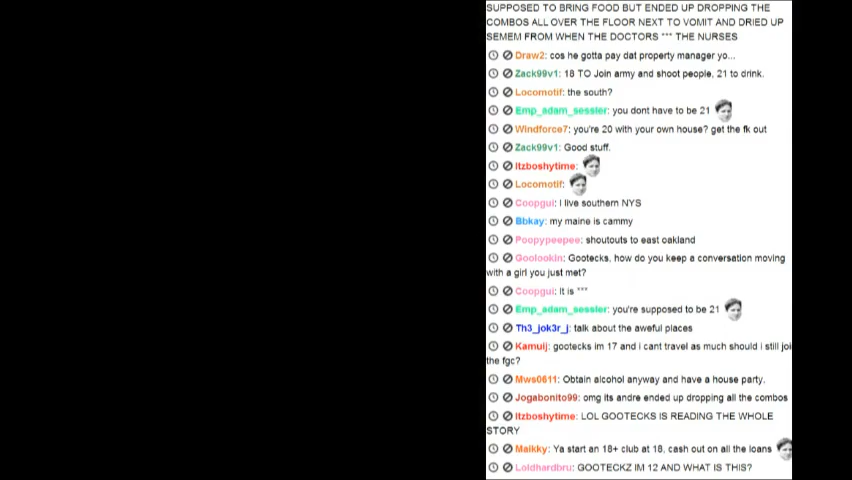 SUPPOSED TO BRING FOOD BUT ENDED UP DROPPING THE
COMBOS ALL OVER THE FLOOR NEXT TO VOMIT AND DRIED UP
SEMEM FROM WHEN THE DOCTORS *** THE NURSES
Draw2: cos he gotta pay dat property manager yo...
Zack99v1: 18 TO Join army and shoot people, 21 to drink.
Locomotif: the south?
Emp_adam_sessler: you dont have to be 21
Windforce7: you're 20 with your own house? get the fk out
Zack99v1: Good stuff.
Itzboshytime:
Locomotif:
Coopgui: I live southern NYS
Bbkay: my maine is cammy
Poopypeepee: shoutouts to east oakland
Goolookin: Gootecks, how do you keep a conversation moving
with a girl you just met?
Coopgui: It is ***
Emp_adam_sessler: you're supposed to be 21
Th3_jok3r_j: talk about the aweful places
Kamuij: gootecks im 17 and i cant travel as much should i still joi
the fgc?
Mws0611: Obtain alcohol anyway and have a house party.
Jogabonito99: omg its andre ended up dropping all the combos
Itzboshytime: LOL GOOTECKS IS READING THE WHOLE
STORY
Maikky: Ya start an 18+ club at 18, cash out on all the loans
Loldhardbru: GOOTECKZ IM 12 AND WHAT IS THIS?